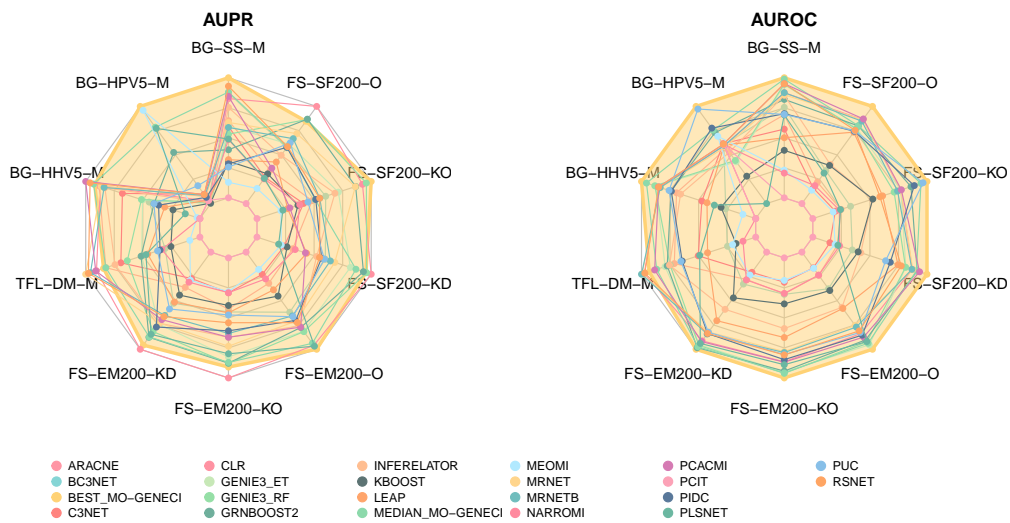 AUPR
AUROC
BG−SS−M
BG−SS−M
BG−HPV5−M
FS−SF200−O
BG−HPV5−M
FS−SF200−O
BG−HHV5−M
FS−SF200−KO
BG−HHV5−M
FS−SF200−KO
TFL−DM−M
FS−SF200−KD
TFL−DM−M
FS−SF200−KD
FS−EM200−KD
FS−EM200−O
FS−EM200−KD
FS−EM200−O
FS−EM200−KO
FS−EM200−KO
ARACNE
CLR
INFERELATOR
MEOMI
PCACMI
PUC
BC3NET
GENIE3_ET
KBOOST
MRNET
PCIT
RSNET
BEST_MO−GENECI
GENIE3_RF
LEAP
MRNETB
PIDC
C3NET
GRNBOOST2
MEDIAN_MO−GENECI
NARROMI
PLSNET